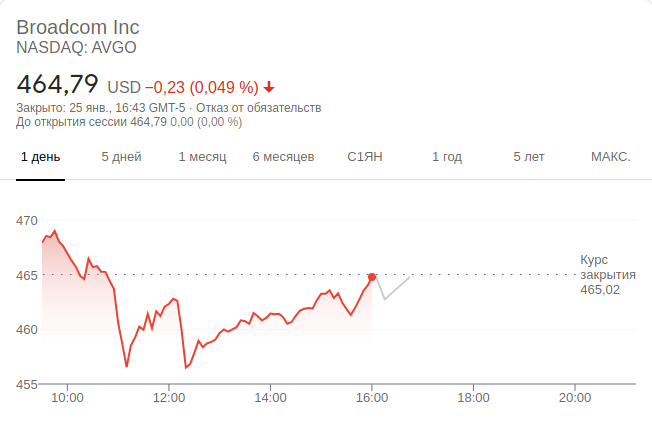 Broadcom Inc
NASDAQ: AVGO
464,79 USD −0,23 (0,049 %)
Закрыто: 25 янв., 16:43 GMT-5 · Отказ от обязательств
До открытия сессии 464,79 0,00 (0,00 %)
1 день 5 дней 1 месяц 6 месяцев С1ЯН 1 год 5 лет МАКС.
470
465
460
455
Курс
закрытия
465,02
10:00 12:00 14:00 16:00 18:00 20:00